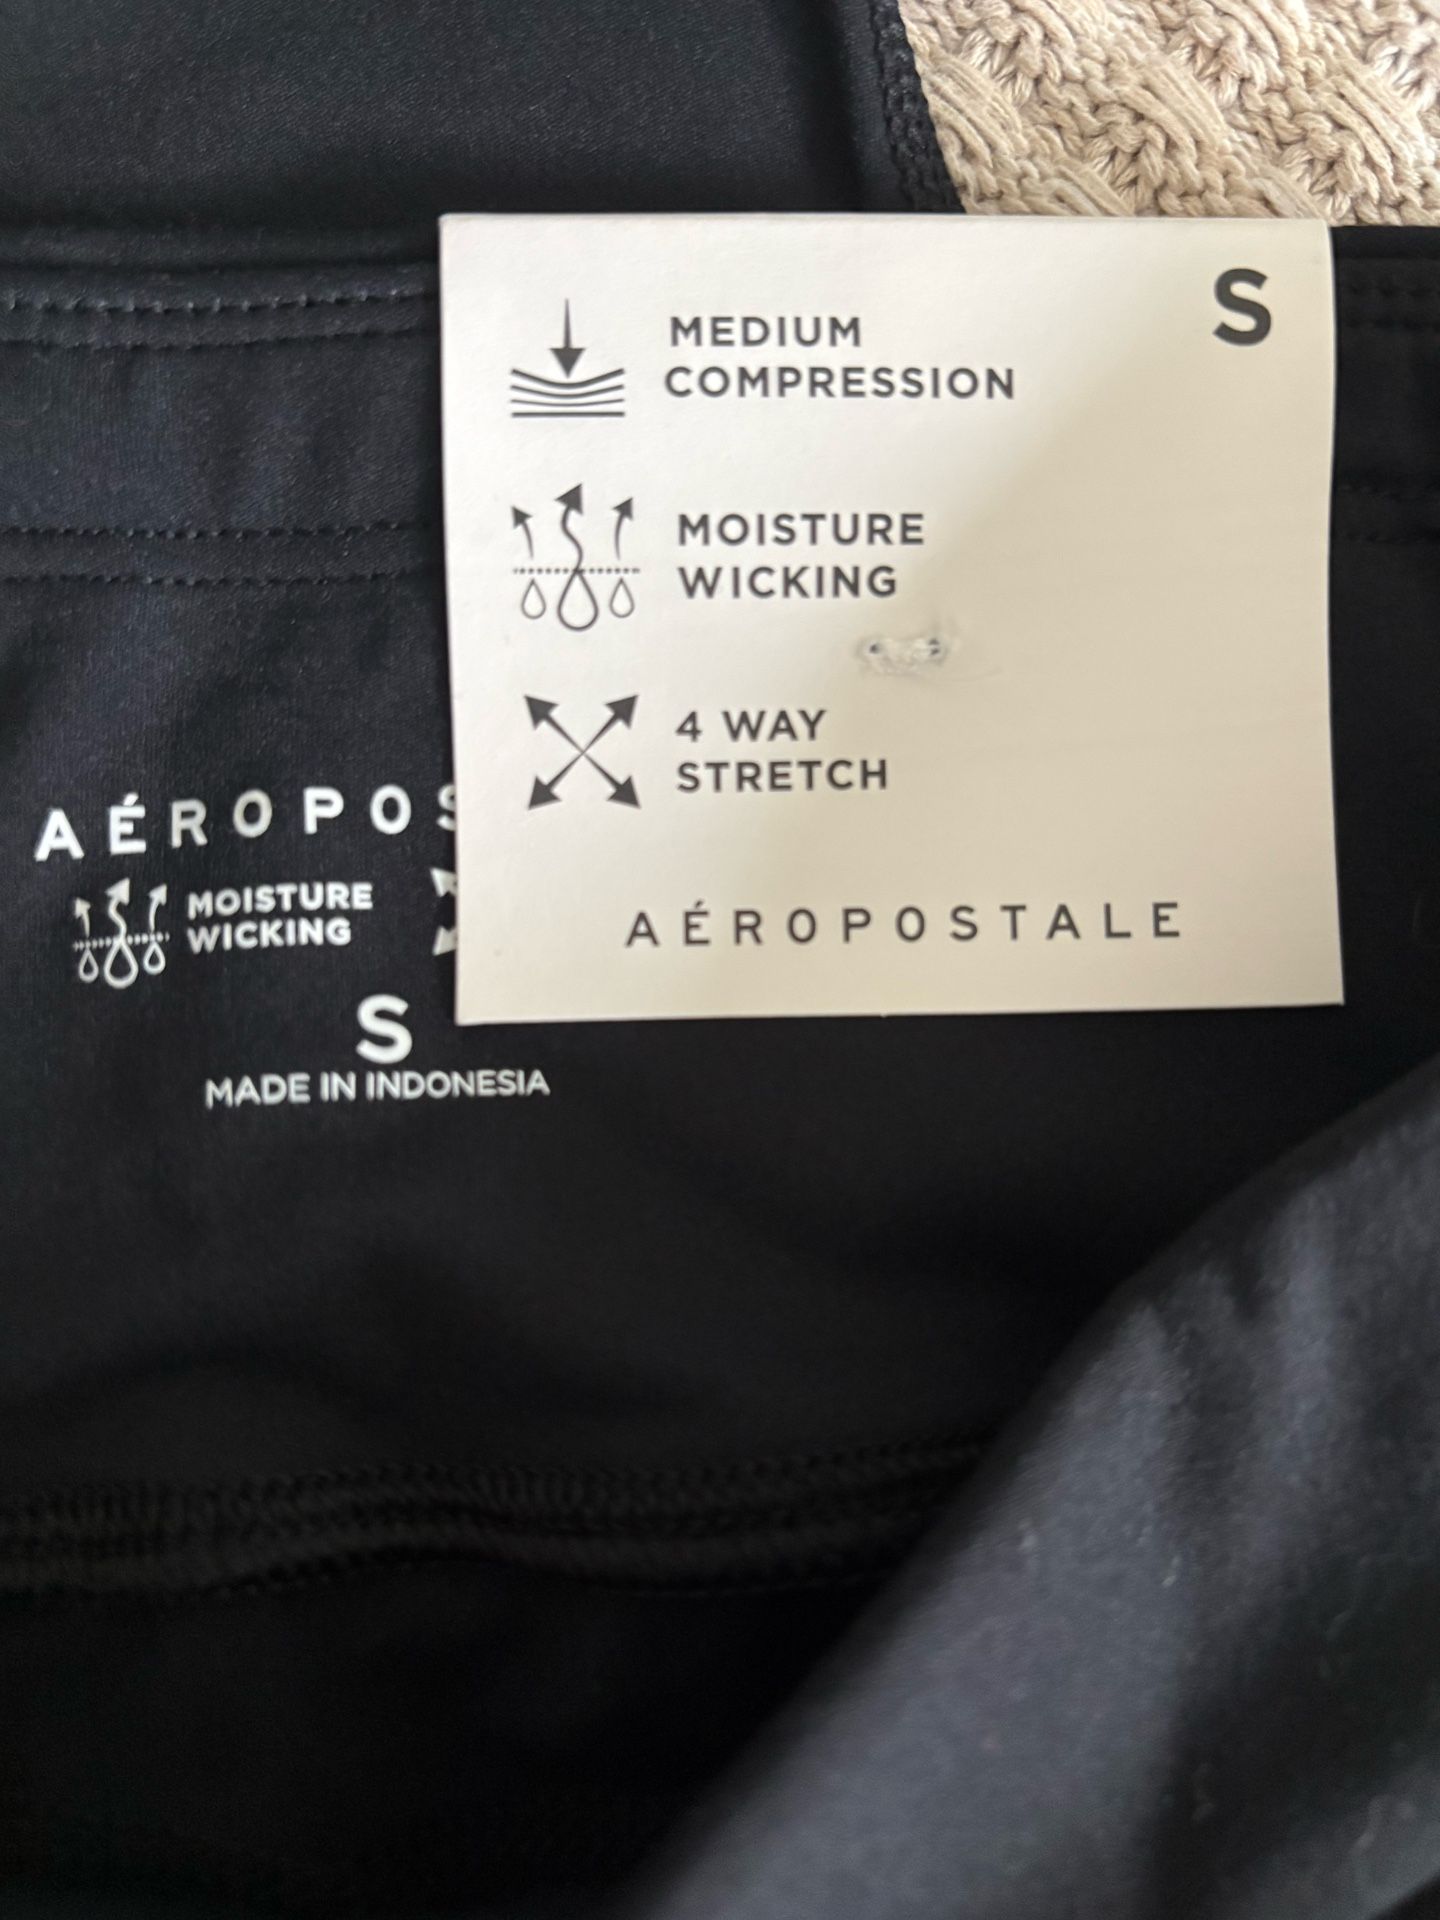 S
MEDIUM
COMPRESSION
MOISTURE
WICKING
4 WAY
STRETCH
AÉROPOSTALE
AÉROPOS
MOISTURE
WICKING
S
MADE IN INDONESIA